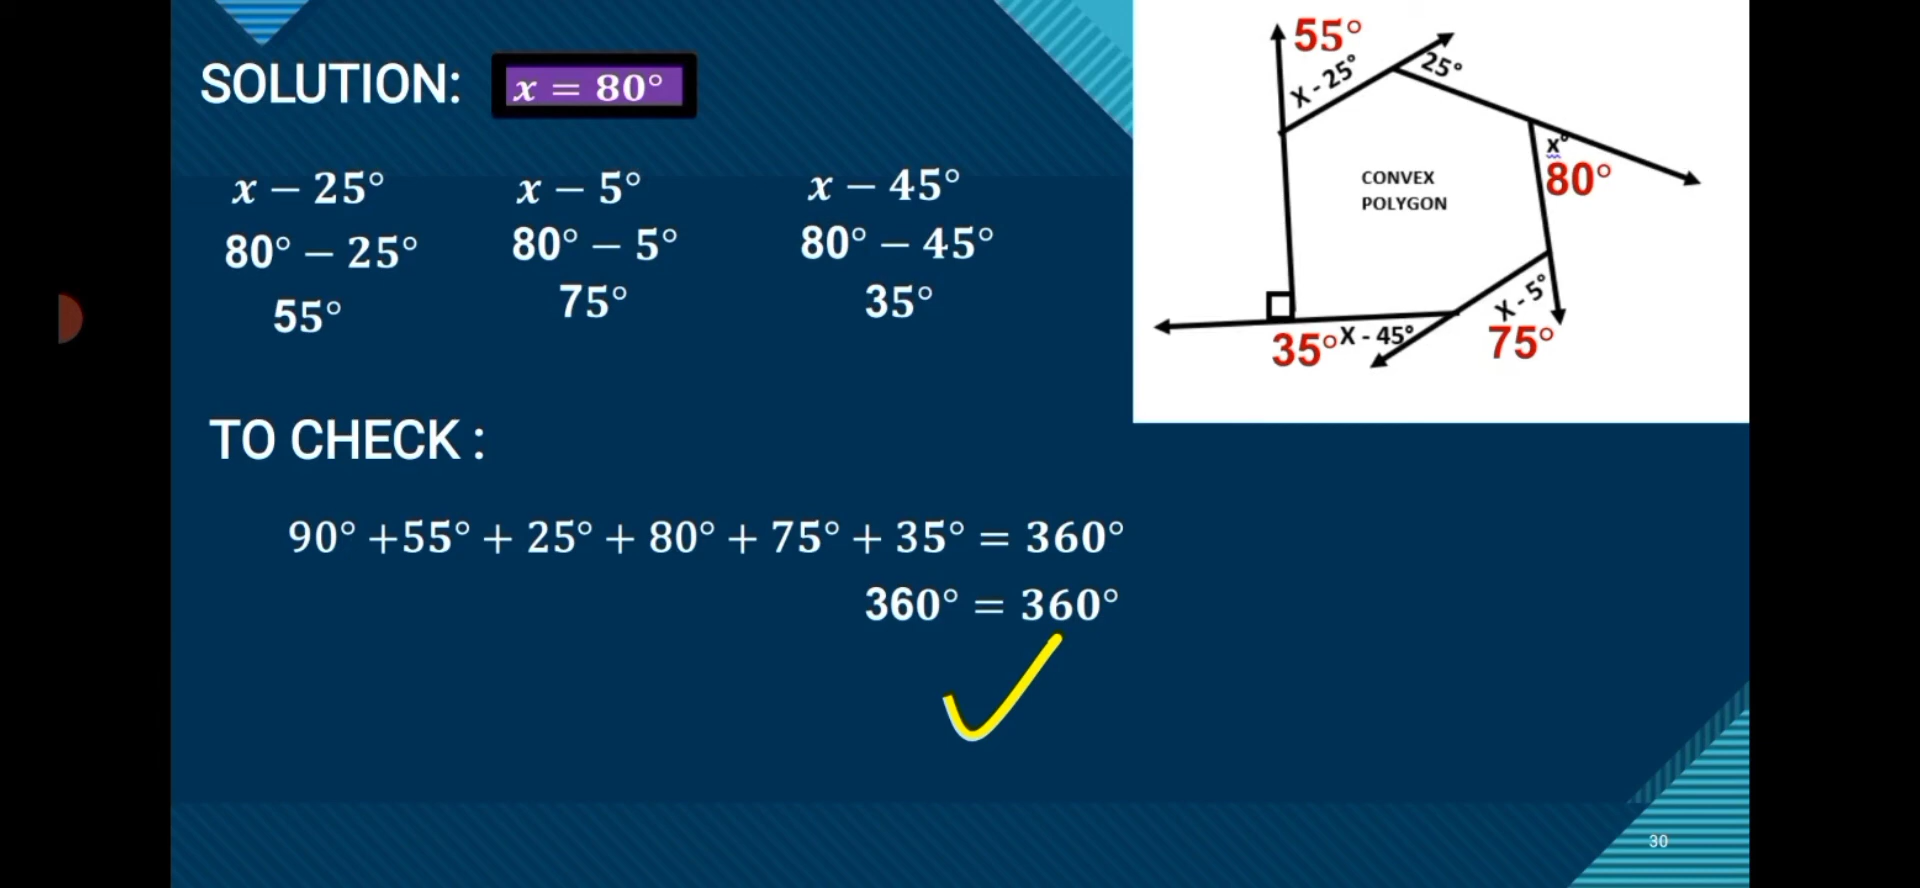 SOLUTION: x = 80°
x − 25° x − 5° x − 45°
80° − 25° 80° − 5° 80° − 45°
55° 75° 35°
TO CHECK :
90° +55° + 25° + 80° + 75° + 35° = 360°
360° = 360°
55°
X - 25°
25°
x°
80°
CONVEX
POLYGON
X - 5°
75°
35° X - 45°
30